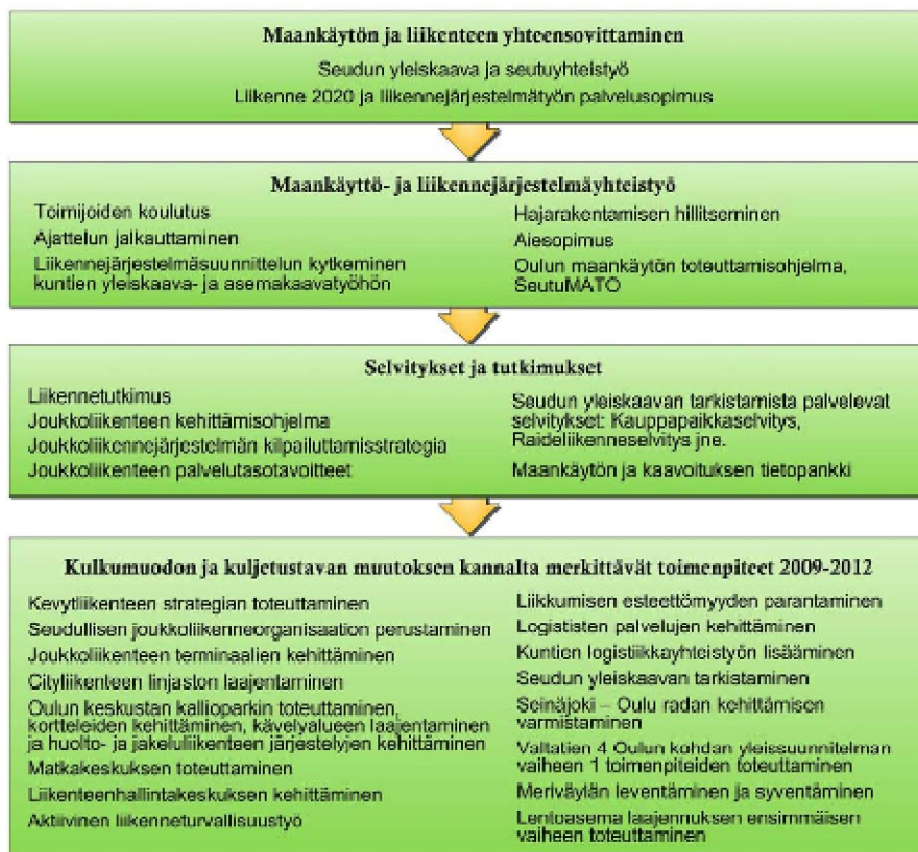 Maankäytön ja liikenteen yhteensovittaminen
Seudun yleiskaava ja seutuyhteistyö
Liikenne 2020 ja liikennejärjestelmätyön palvelusopimus
Maankäyttö- ja liikennejärjestelmäyhteistyö
Toimijoiden koulutus
Ajattelun jalkauttaminen
Liikennejärjestelmäsuunnittelun kytkeminen
kuntien yleiskaava- ja asemakaavatyöhön
Hajarakentamisen hillitseminen
Aiesopimus
Oulun maankäytön toteuttamisohjelma,
SeutuMATO
Selvitykset ja tutkimukset
Liikennetutkimus
Joukkoliikenteen kehittämisohjelma
Joukkoliikennejärjestelmän kilpailuttamisstrategia
Joukkoliikenteen palvelutasotavoitteet
Seudun yleiskaavan tarkistamista palvelevat
selvitykset: Kauppapaikkaselvitys,
Raideliikenneselvitys jne.
Maankäytön ja kaavoituksen tietopankki
Kulkumuodon ja kuljetustavan muutoksen kannalta merkittävät toimenpiteet 2009-2012
Kevytliikenteen strategian toteuttaminen
Seudullisen joukkoliikenneorganisaation perustaminen
Joukkoliikenteen terminaalien kehittäminen
Cityliikenteen linjaston laajentaminen
Oulun keskustan kallioparkin toteuttaminen,
kortteleiden kehittäminen, kävelyalueen laajentaminen
ja huolto- ja jakeluliikenteen järjestelyjen kehittäminen
Matkakeskuksen toteuttaminen
Liikenteenhallintakeskuksen kehittäminen
Aktiivinen liikenneturvallisuustyö
Liikkumisen esteettömyyden parantaminen
Logististen palvelujen kehittäminen
Kuntien logistiikkayhteistyön lisääminen
Seudun yleiskaavan tarkistaminen
Seinäjoki – Oulu radan kehittämisen
varmistaminen
Valtatien 4 Oulun kohdan yleissuunnitelman
vaiheen 1 toimenpiteiden toteuttaminen
Meriväylän leventäminen ja syventäminen
Lentoasema laajennuksen ensimmäisen
vaiheen toteuttaminen